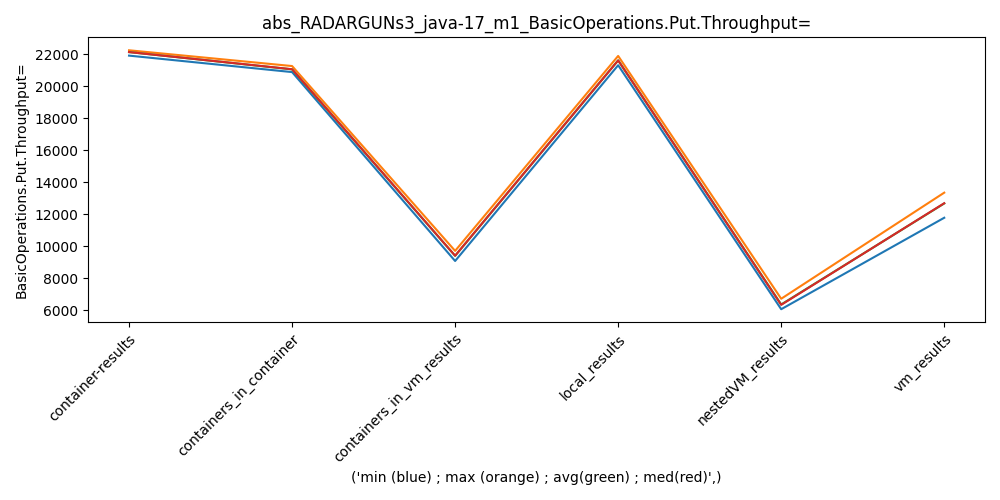 abs_RADARGUNs3_java-17_m1_BasicOperations.Put.Throughput=
BasicOperations.Put.Throughput=
22000
20000
18000
16000
14000
12000
10000
8000
6000
container-results
containers_in_container
containers_in_vm_results
local_results
nestedVM_results
vm_results
('min (blue) ; max (orange) ; avg(green) ; med(red)',)